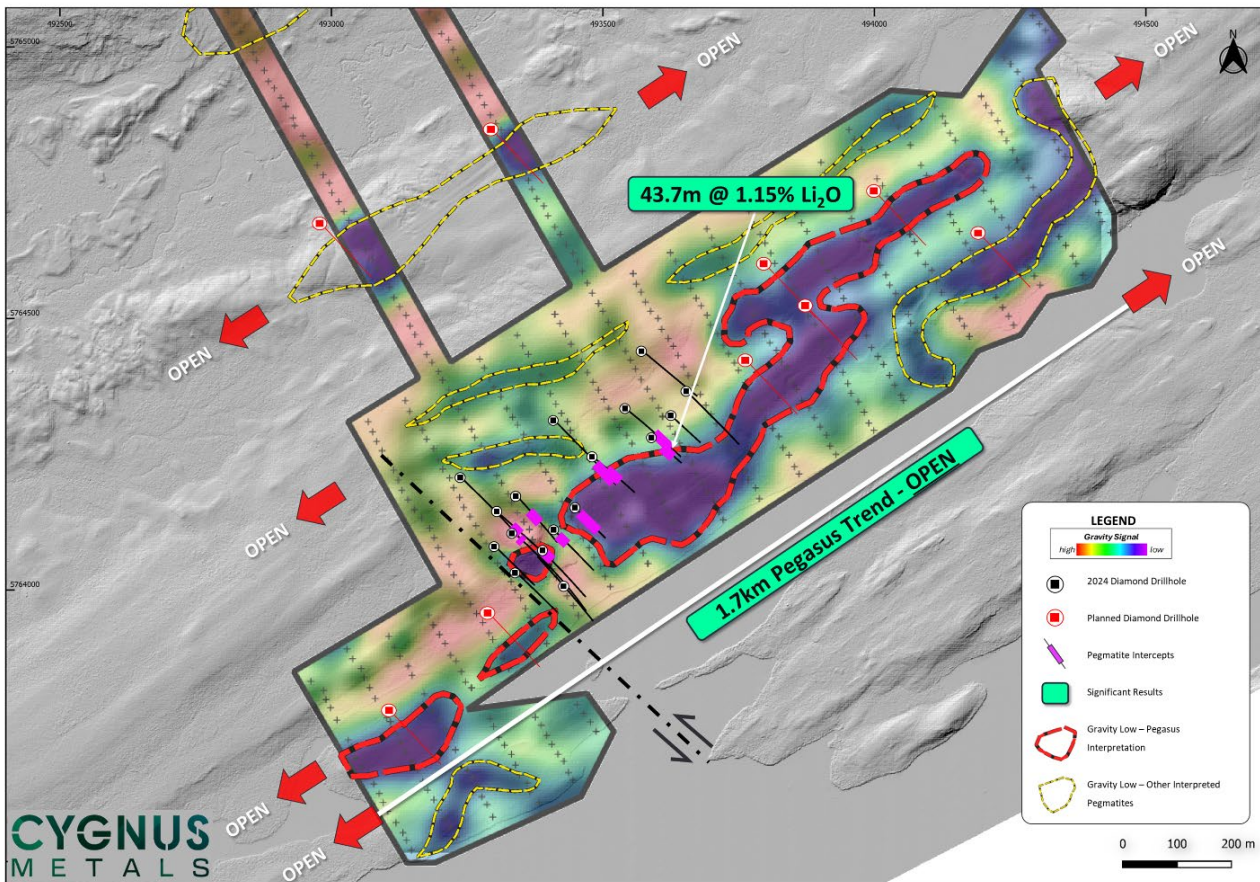 492500
493000
493500
494000
494500
5765000
5764500
5764000
N
OPEN
OPEN
OPEN
OPEN
OPEN
OPEN
OPEN
43.7m @ 1.15% Li₂O
1.7km Pegasus Trend - OPEN
LEGEND
Gravity Signal
high
low
2024 Diamond Drillhole
Planned Diamond Drillhole
Pegmatite Intercepts
Significant Results
Gravity Low – Pegasus
Interpretation
Gravity Low – Other Interpreted
Pegmatites
0 100 200 m
CYGNUS
METALS